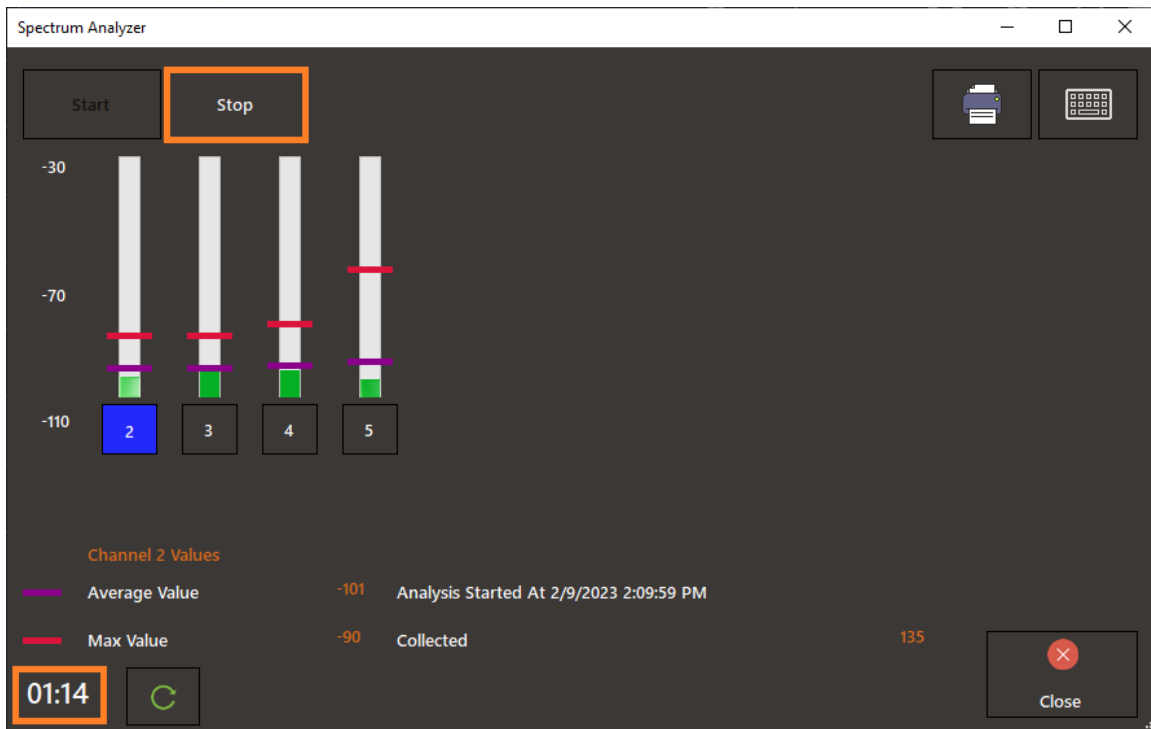 Spectrum Analyzer
Start
Stop
-30
-70
-110
2
3
4
5
Channel 2 Values
Average Value
-101
Analysis Started At 2/9/2023 2:09:59 PM
Max Value
-90
Collected
135
01:14
Close